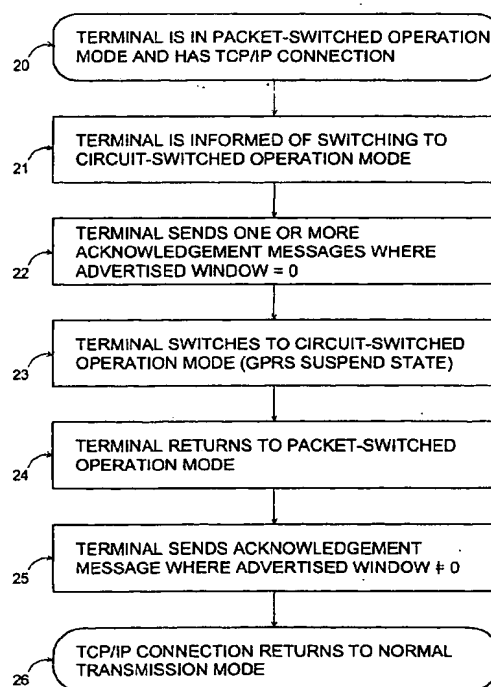 20
TERMINAL IS IN PACKET-SWITCHED OPERATION
MODE AND HAS TCP/IP CONNECTION
21
TERMINAL IS INFORMED OF SWITCHING TO
CIRCUIT-SWITCHED OPERATION MODE
22
TERMINAL SENDS ONE OR MORE
ACKNOWLEDGEMENT MESSAGES WHERE
ADVERTISED WINDOW = 0
23
TERMINAL SWITCHES TO CIRCUIT-SWITCHED
OPERATION MODE (GPRS SUSPEND STATE)
24
TERMINAL RETURNS TO PACKET-SWITCHED
OPERATION MODE
25
TERMINAL SENDS ACKNOWLEDGEMENT
MESSAGE WHERE ADVERTISED WINDOW ≠ 0
26
TCP/IP CONNECTION RETURNS TO NORMAL
TRANSMISSION MODE